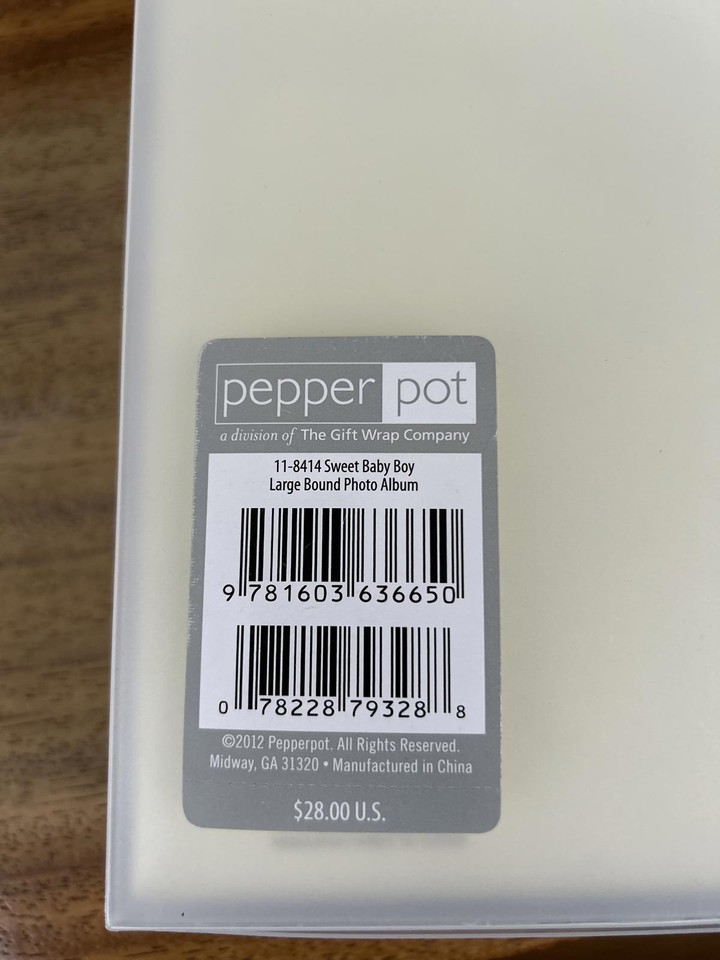 pepper pot
a division of The Gift Wrap Company
11-8414 Sweet Baby Boy
Large Bound Photo Album
9 781603 636650
0 78228 79328 8
©2012 Pepperpot. All Rights Reserved.
Midway, GA 31320 • Manufactured in China
$28.00 U.S.